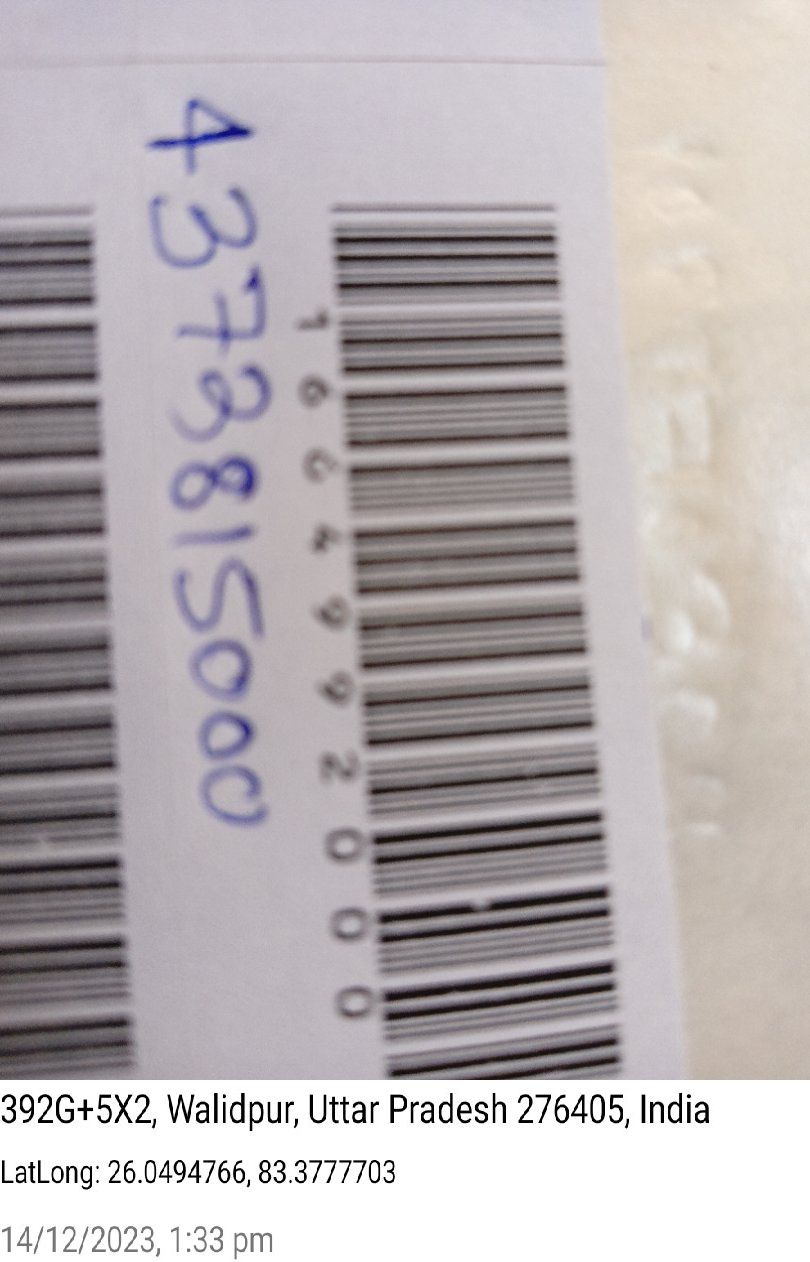 4373815000
1664992000
392G+5X2, Walidpur, Uttar Pradesh 276405, India
LatLong: 26.0494766, 83.3777703
14/12/2023, 1:33 pm